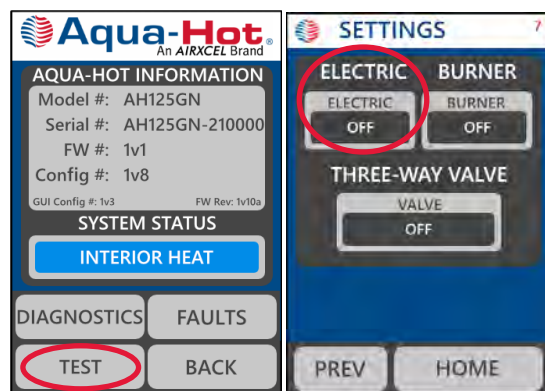 Aqua-Hot®
An AIRXCEL Brand
AQUA-HOT INFORMATION
Model #: AH125GN
Serial #: AH125GN-210000
FW #: 1v1
Config #: 1v8
GUI Config #: 1v3 FW Rev: 1v10a
SYSTEM STATUS
INTERIOR HEAT
DIAGNOSTICS FAULTS
TEST BACK
SETTINGS 7
ELECTRIC BURNER
ELECTRIC BURNER
OFF OFF
THREE-WAY VALVE
VALVE
OFF
PREV HOME